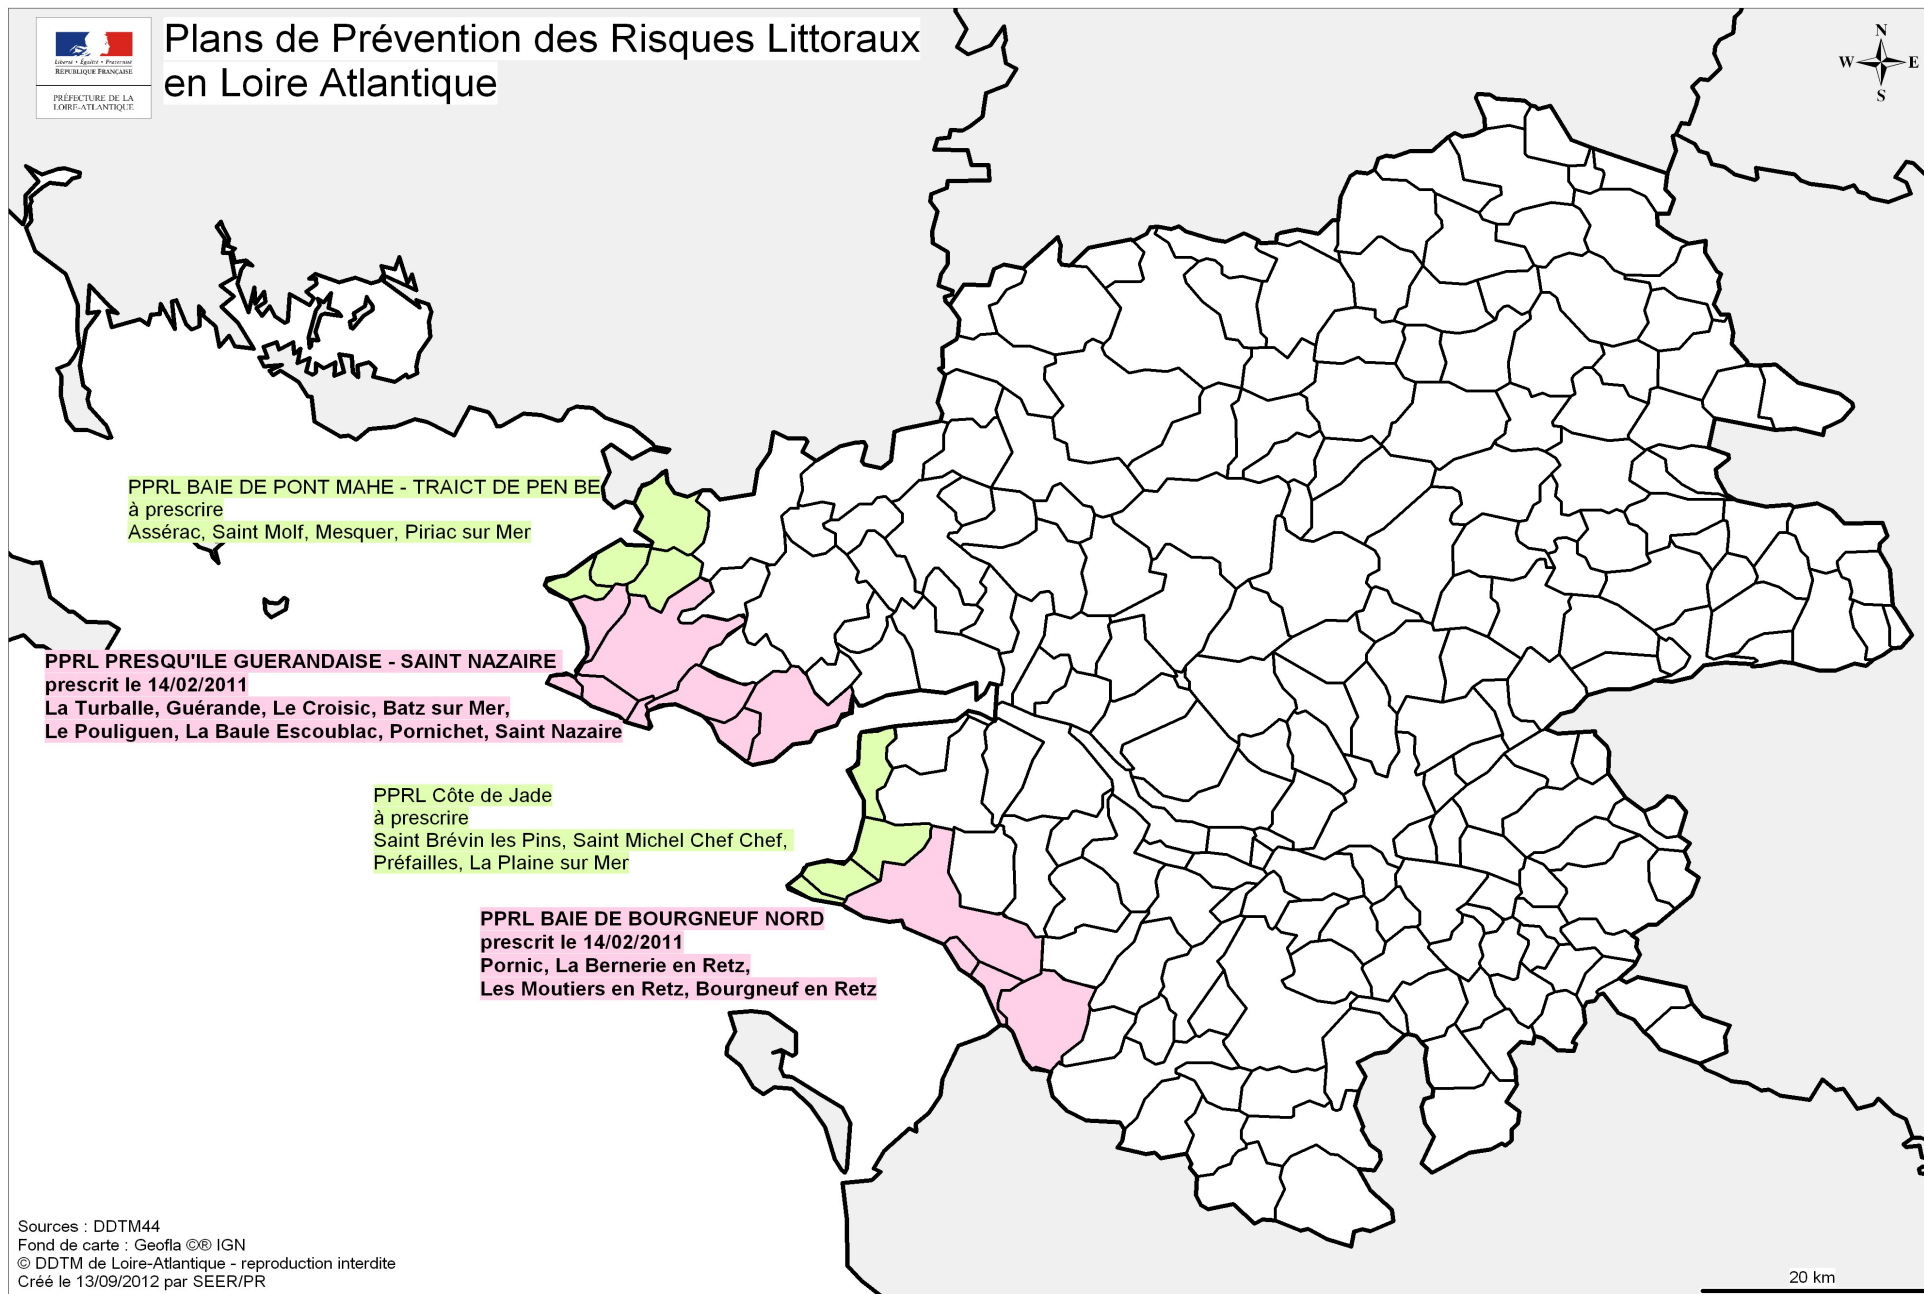 Plans de Prévention des Risques Littoraux
en Loire Atlantique
Liberté • Égalité • Fraternité
RÉPUBLIQUE FRANÇAISE
PRÉFECTURE DE LA
LOIRE-ATLANTIQUE
N
W E
S
PPRL BAIE DE PONT MAHE - TRAICT DE PEN BE
à prescrire
Assérac, Saint Molf, Mesquer, Piriac sur Mer
PPRL PRESQU'ILE GUERANDAISE - SAINT NAZAIRE
prescrit le 14/02/2011
La Turballe, Guérande, Le Croisic, Batz sur Mer,
Le Pouliguen, La Baule Escoublac, Pornichet, Saint Nazaire
PPRL Côte de Jade
à prescrire
Saint Brévin les Pins, Saint Michel Chef Chef,
Préfailles, La Plaine sur Mer
PPRL BAIE DE BOURGNEUF NORD
prescrit le 14/02/2011
Pornic, La Bernerie en Retz,
Les Moutiers en Retz, Bourgneuf en Retz
Sources : DDTM44
Fond de carte : Geofla ©® IGN
© DDTM de Loire-Atlantique - reproduction interdite
Créé le 13/09/2012 par SEER/PR
20 km